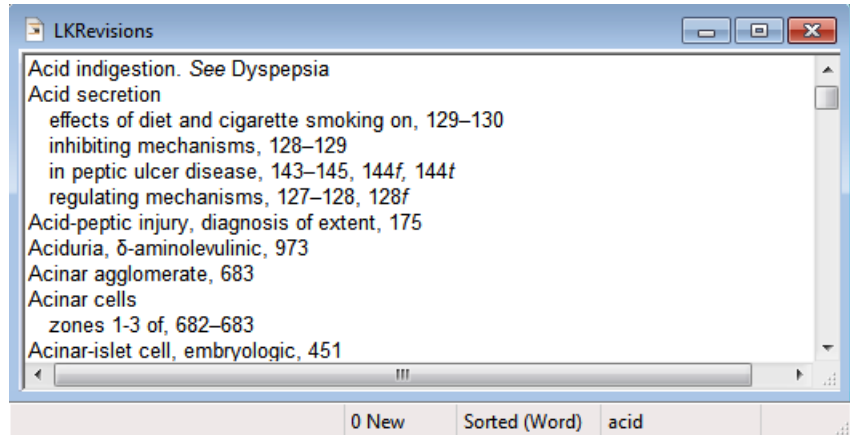 LKRevisions
Acid indigestion. See Dyspepsia
Acid secretion
effects of diet and cigarette smoking on, 129–130
inhibiting mechanisms, 128–129
in peptic ulcer disease, 143–145, 144f, 144t
regulating mechanisms, 127–128, 128f
Acid-peptic injury, diagnosis of extent, 175
Aciduria, δ-aminolevulinic, 973
Acinar agglomerate, 683
Acinar cells
zones 1-3 of, 682–683
Acinar-islet cell, embryologic, 451
0 New Sorted (Word) acid